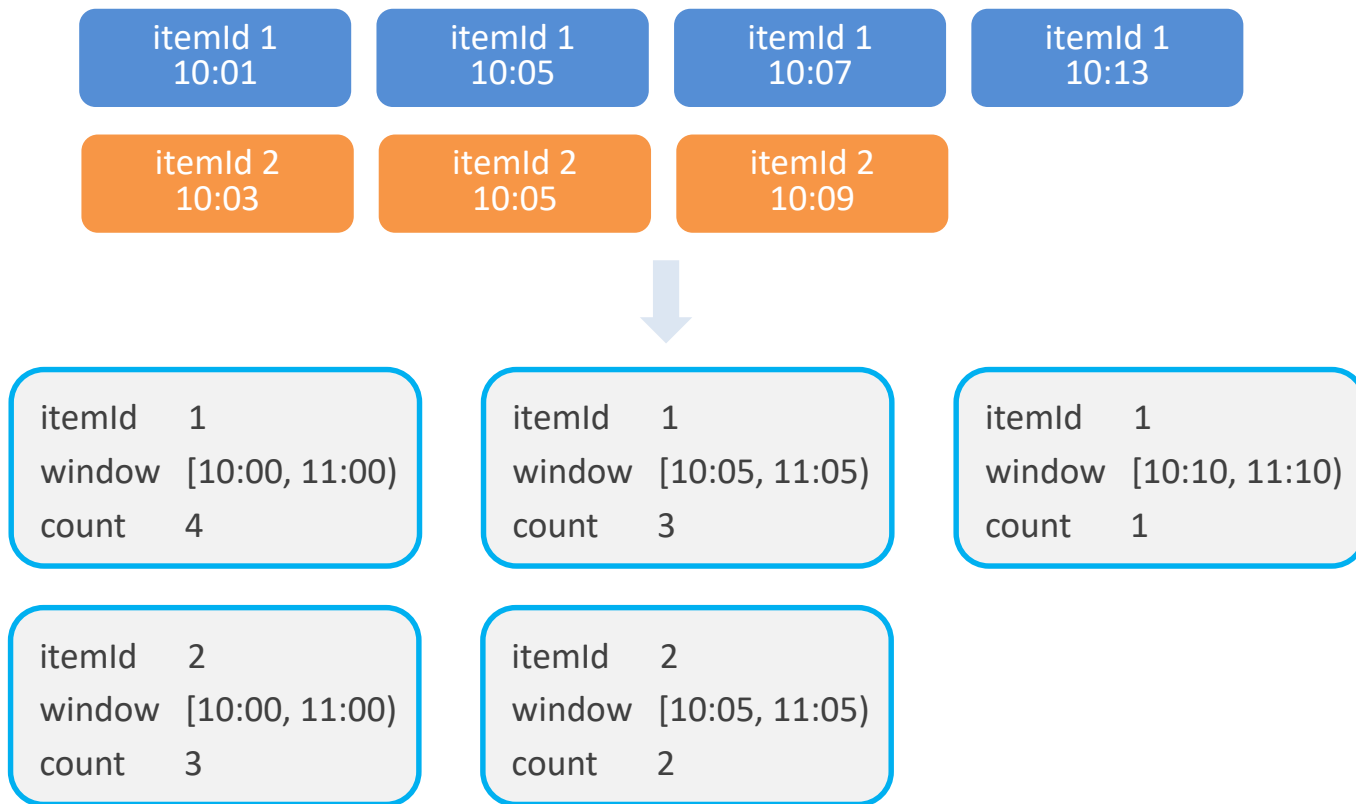 itemId 1
10:01
itemId 1
10:05
itemId 1
10:07
itemId 1
10:13
itemId 2
10:03
itemId 2
10:05
itemId 2
10:09
itemId 1
window [10:00, 11:00)
count 4
itemId 1
window [10:05, 11:05)
count 3
itemId 1
window [10:10, 11:10)
count 1
itemId 2
window [10:00, 11:00)
count 3
itemId 2
window [10:05, 11:05)
count 2